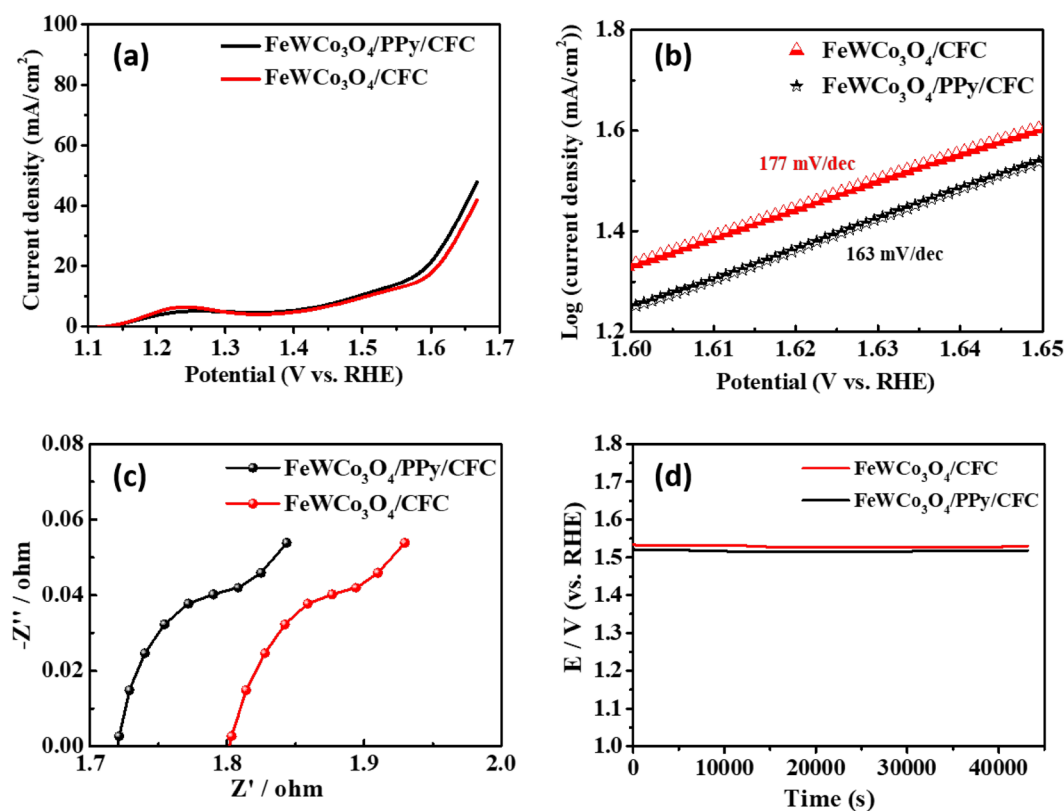 (a)
FeWCo₃O₄/PPy/CFC
FeWCo₃O₄/CFC
Current density (mA/cm²)
100
80
60
40
20
0
1.1 1.2 1.3 1.4 1.5 1.6 1.7
Potential (V vs. RHE)
(b)
FeWCo₃O₄/CFC
FeWCo₃O₄/PPy/CFC
177 mV/dec
163 mV/dec
Log (current density (mA/cm²))
1.8
1.6
1.4
1.2
1.60 1.61 1.62 1.63 1.64 1.65
Potential (V vs. RHE)
(c)
FeWCo₃O₄/PPy/CFC
FeWCo₃O₄/CFC
-Z'' / ohm
0.08
0.06
0.04
0.02
0.00
1.7 1.8 1.9 2.0
Z' / ohm
(d)
FeWCo₃O₄/CFC
FeWCo₃O₄/PPy/CFC
E / V (vs. RHE)
1.8
1.7
1.6
1.5
1.4
1.3
1.2
1.1
1.0
0 10000 20000 30000 40000
Time (s)